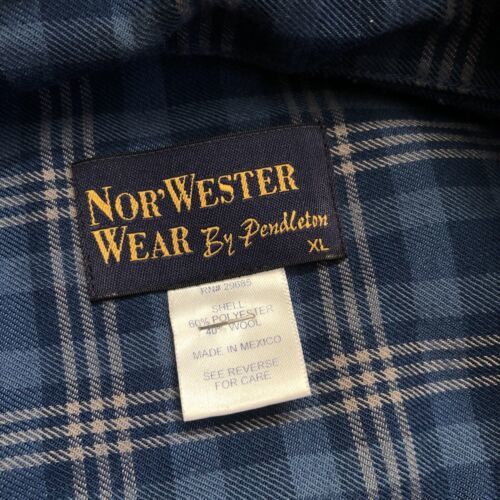 NOR'WESTER
WEAR By Pendleton
XL
RN# 29685
SHELL
60% POLYESTER
40% WOOL
MADE IN MEXICO
SEE REVERSE
FOR CARE